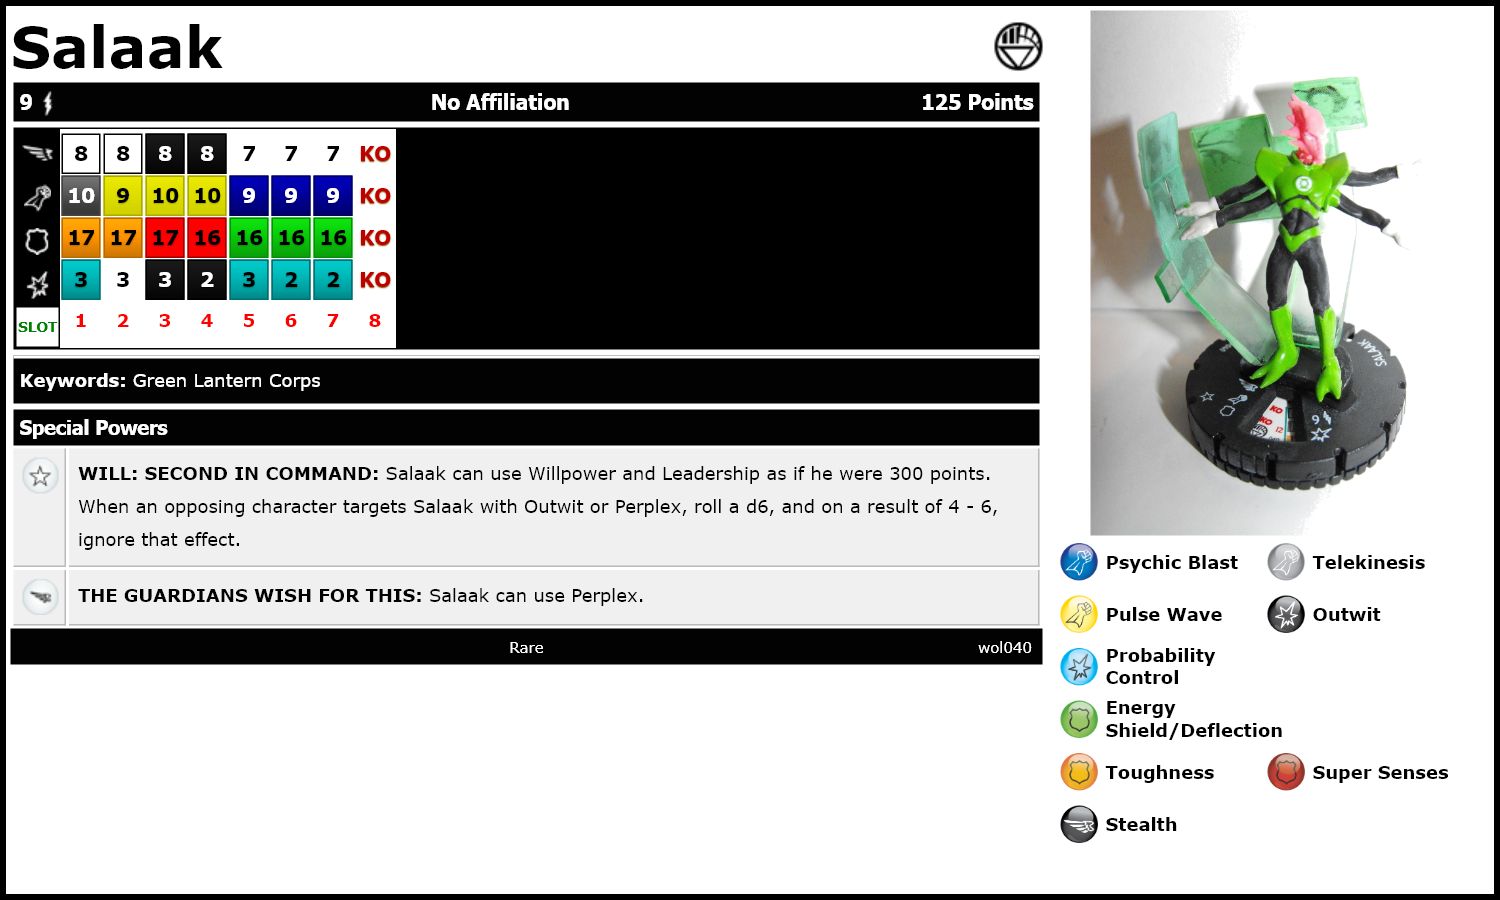 Salaak
9 No Affiliation 125 Points
8 8 8 8 7 7 7 KO
10 9 10 10 9 9 9 KO
17 17 17 16 16 16 16 KO
3 3 3 2 3 2 2 KO
SLOT 1 2 3 4 5 6 7 8
Keywords: Green Lantern Corps
Special Powers
WILL: SECOND IN COMMAND: Salaak can use Willpower and Leadership as if he were 300 points.
When an opposing character targets Salaak with Outwit or Perplex, roll a d6, and on a result of 4 - 6,
ignore that effect.
THE GUARDIANS WISH FOR THIS: Salaak can use Perplex.
Rare wol040
SALAAK
KO
KO 12
9
Psychic Blast Telekinesis
Pulse Wave Outwit
Probability
Control
Energy
Shield/Deflection
Toughness Super Senses
Stealth